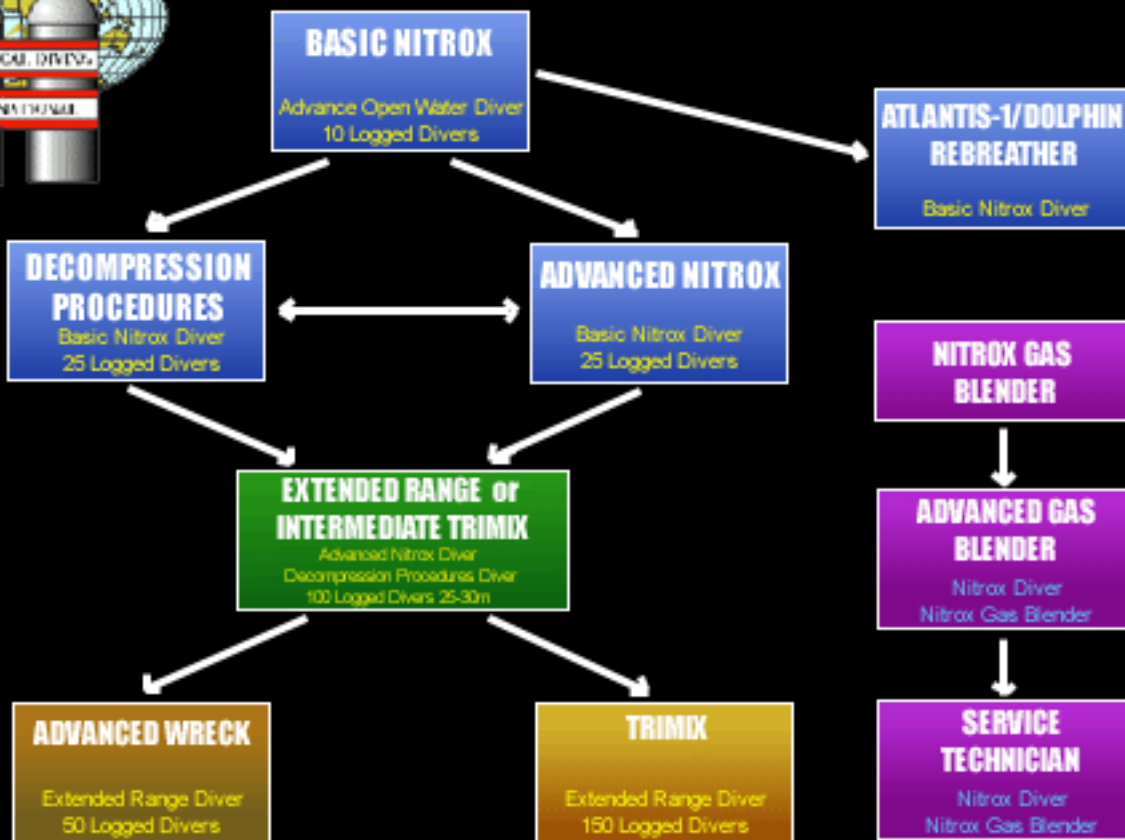 CAL DIVING
BASIC NITROX
Advance Open Water Diver
10 Logged Divers
ATLANTIS-1/DOLPHIN
REBREATHER
Basic Nitrox Diver
DECOMPRESSION
PROCEDURES
Basic Nitrox Diver
25 Logged Divers
ADVANCED NITROX
Basic Nitrox Diver
25 Logged Divers
NITROX GAS
BLENDER
EXTENDED RANGE or
INTERMEDIATE TRIMIX
Advanced Nitrox Diver
Decompression Procedures Diver
100 Logged Divers 25-30m
ADVANCED GAS
BLENDER
Nitrox Diver
Nitrox Gas Blender
ADVANCED WRECK
Extended Range Diver
50 Logged Divers
TRIMIX
Extended Range Diver
150 Logged Divers
SERVICE
TECHNICIAN
Nitrox Diver
Nitrox Gas Blender